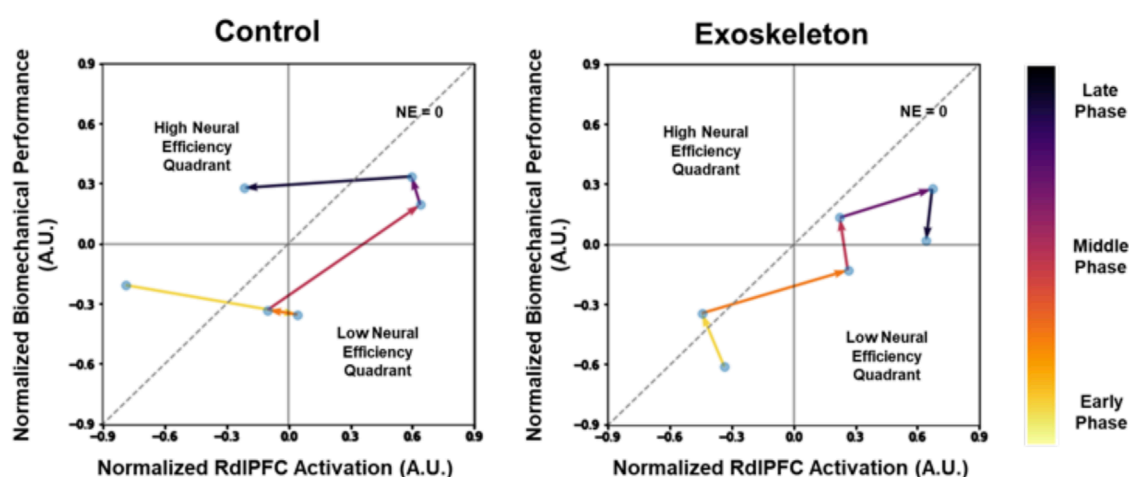 Control
Normalized Biomechanical Performance
(A.U.)
0.9
0.6
0.3
0.0
−0.3
−0.6
−0.9
High Neural
Efficiency
Quadrant
NE = 0
Low Neural
Efficiency
Quadrant
−0.9
−0.6
−0.3
0.0
0.3
0.6
0.9
Normalized RdlPFC Activation (A.U.)
Exoskeleton
Normalized Biomechanical Performance
(A.U.)
0.9
0.6
0.3
0.0
−0.3
−0.6
−0.9
High Neural
Efficiency
Quadrant
NE = 0
Low Neural
Efficiency
Quadrant
−0.9
−0.6
−0.3
0.0
0.3
0.6
0.9
Normalized RdlPFC Activation (A.U.)
Late
Phase
Middle
Phase
Early
Phase